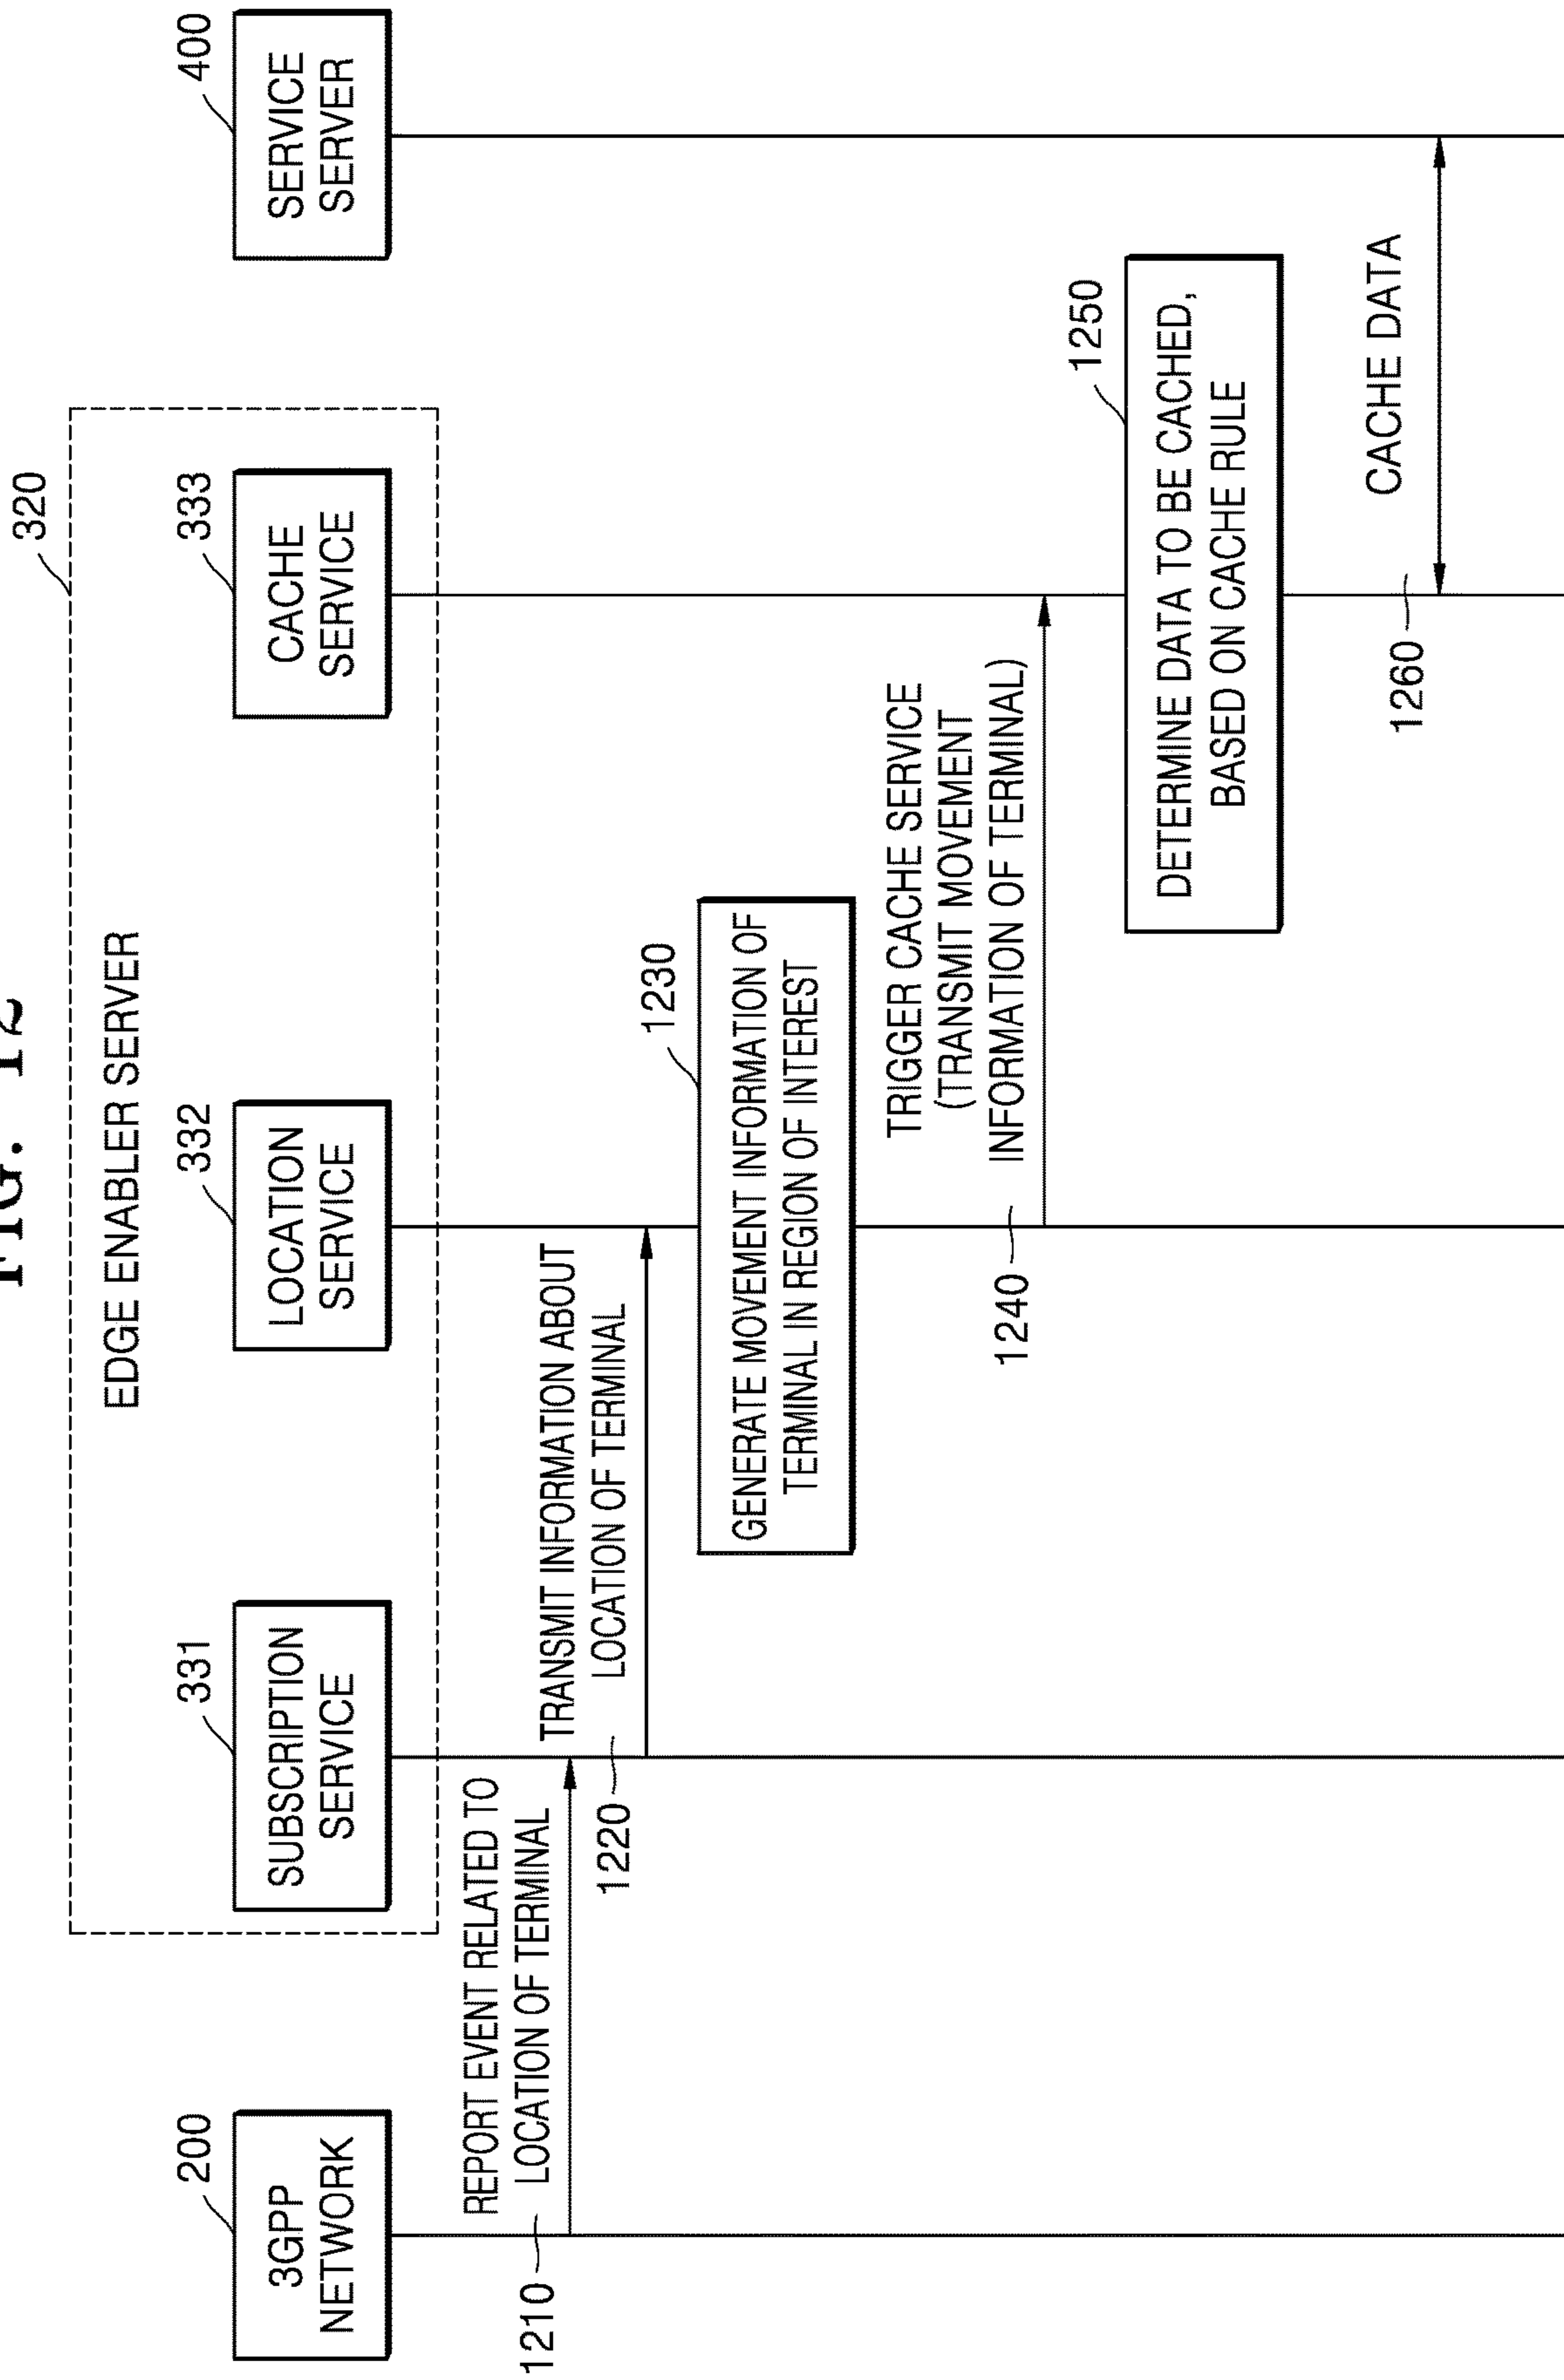 FIG. 12
320
EDGE ENABLER SERVER
200
3GPP
NETWORK
331
SUBSCRIPTION
SERVICE
332
LOCATION
SERVICE
333
CACHE
SERVICE
400
SERVICE
SERVER
1210
REPORT EVENT RELATED TO
LOCATION OF TERMINAL
1220
TRANSMIT INFORMATION ABOUT
LOCATION OF TERMINAL
1230
GENERATE MOVEMENT INFORMATION OF
TERMINAL IN REGION OF INTEREST
1240
TRIGGER CACHE SERVICE
(TRANSMIT MOVEMENT
INFORMATION OF TERMINAL)
1250
DETERMINE DATA TO BE CACHED,
BASED ON CACHE RULE
1260
CACHE DATA